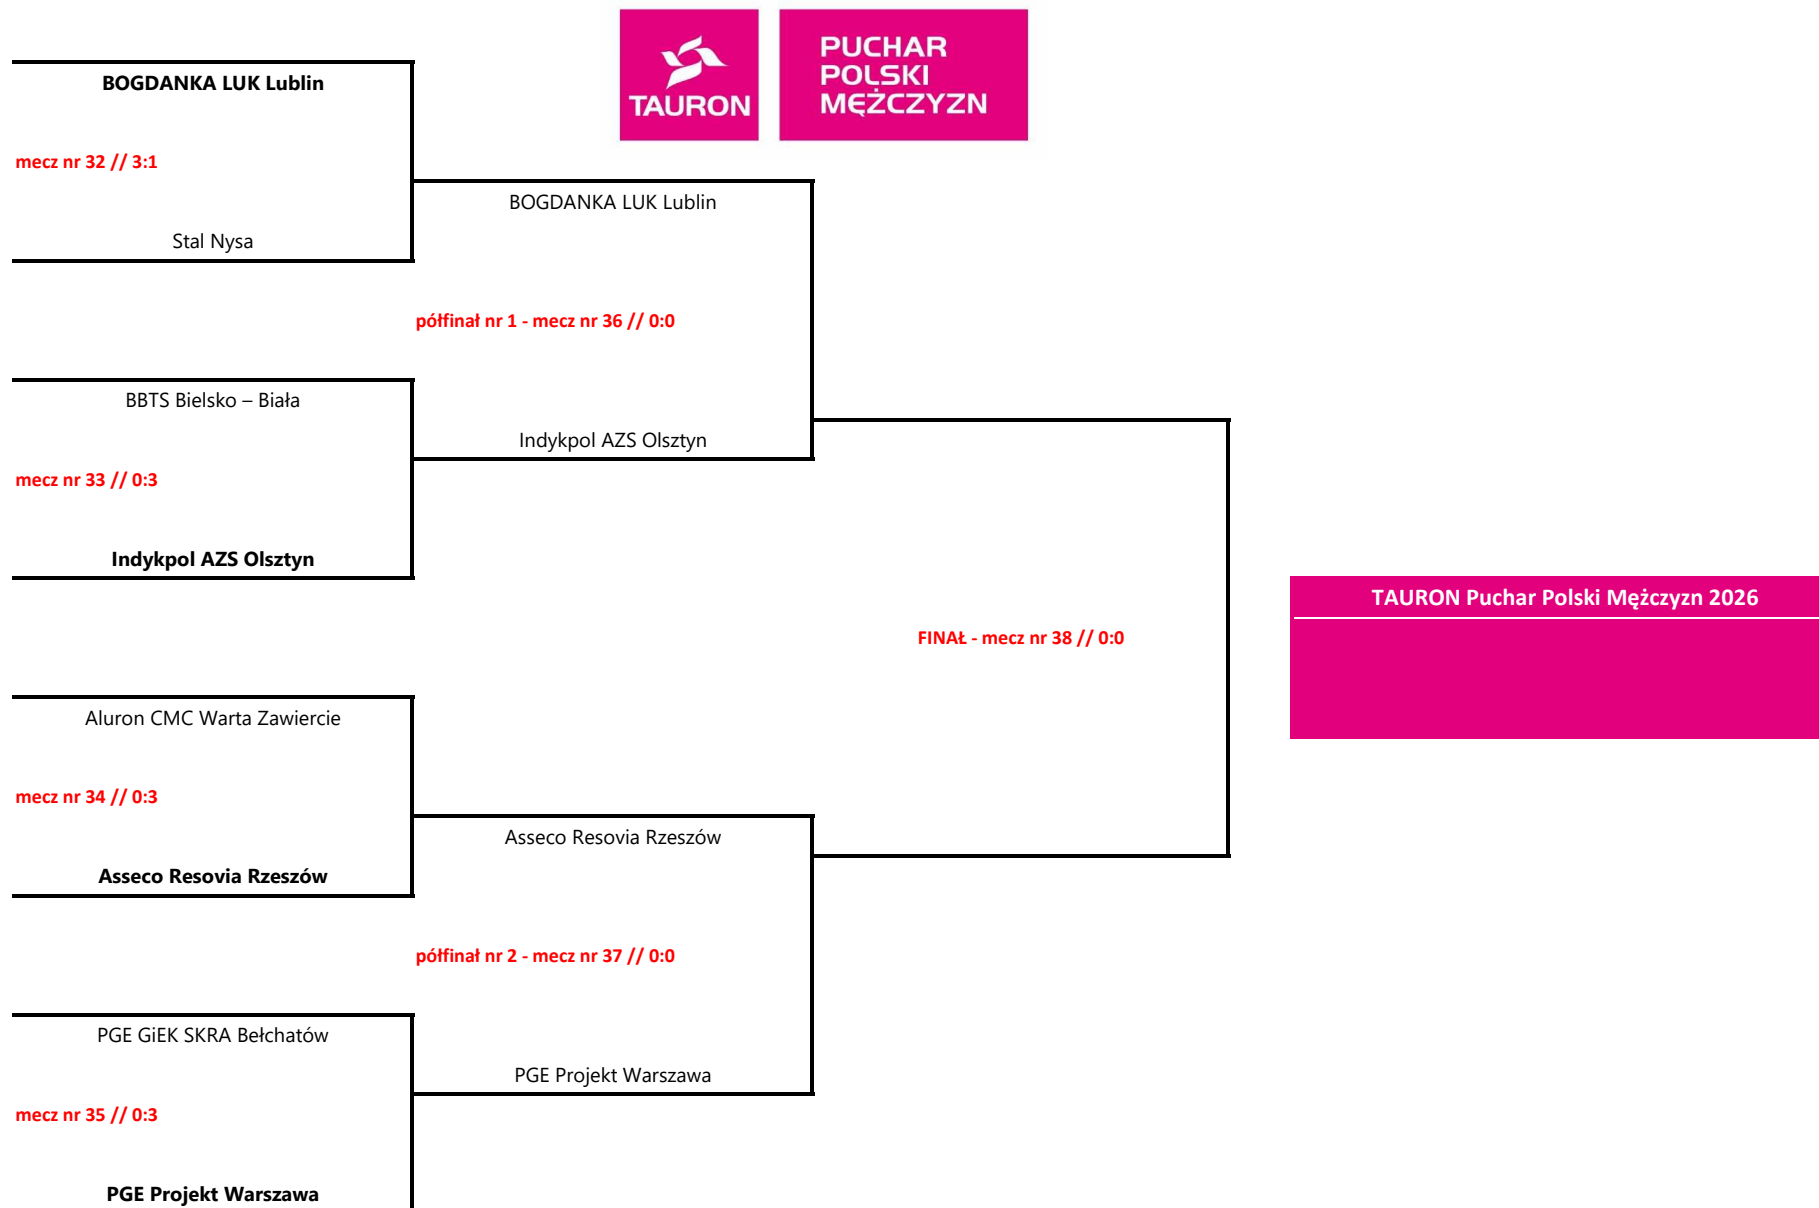 TAURON
PUCHAR
POLSKI
MĘŻCZYZN
BOGDANKA LUK Lublin
mecz nr 32 // 3:1
Stal Nysa
BOGDANKA LUK Lublin
półfinał nr 1 - mecz nr 36 // 0:0
Indykpol AZS Olsztyn
BBTS Bielsko – Biała
mecz nr 33 // 0:3
Indykpol AZS Olsztyn
FINAŁ - mecz nr 38 // 0:0
TAURON Puchar Polski Mężczyzn 2026
Aluron CMC Warta Zawiercie
mecz nr 34 // 0:3
Asseco Resovia Rzeszów
Asseco Resovia Rzeszów
półfinał nr 2 - mecz nr 37 // 0:0
PGE Projekt Warszawa
PGE GiEK SKRA Bełchatów
mecz nr 35 // 0:3
PGE Projekt Warszawa